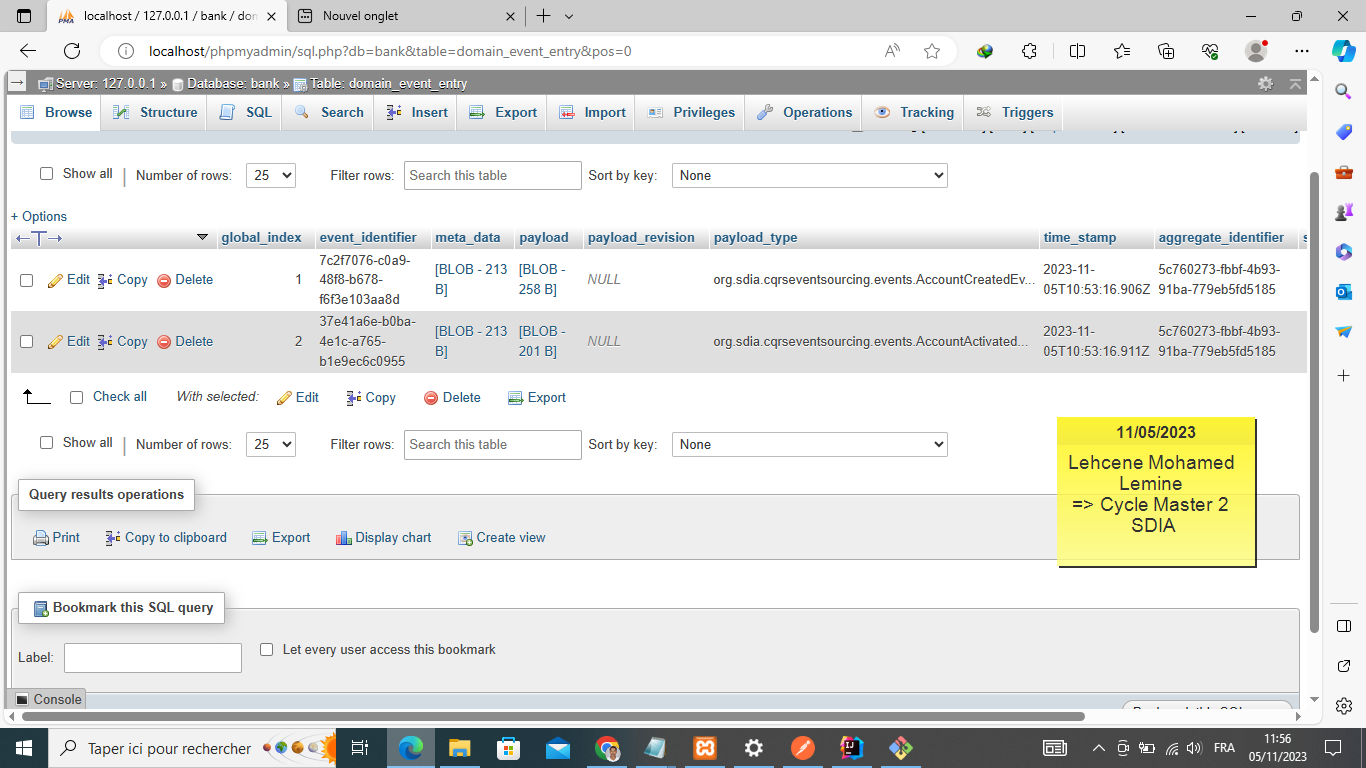 localhost / 127.0.0.1 / bank / dom
Nouvel onglet
localhost/phpmyadmin/sql.php?db=bank&table=domain_event_entry&pos=0
Server: 127.0.0.1 » Database: bank » Table: domain_event_entry
Browse Structure SQL Search Insert Export Import Privileges Operations Tracking Triggers
Show all | Number of rows: 25 Filter rows: Search this table Sort by key: None
+ Options
global_index event_identifier meta_data payload payload_revision payload_type time_stamp aggregate_identifier s
7c2f7076-c0a9-
Edit Copy Delete 1 48f8-b678- [BLOB - 213 [BLOB - NULL org.sdia.cqrseventsourcing.events.AccountCreatedEv... 2023-11- 5c760273-fbbf-4b93-
f6f3e103aa8d B] 258 B] 05T10:53:16.906Z 91ba-779eb5fd5185
37e41a6e-b0ba-
Edit Copy Delete 2 4e1c-a765- [BLOB - 213 [BLOB - NULL org.sdia.cqrseventsourcing.events.AccountActivated... 2023-11- 5c760273-fbbf-4b93-
b1e9ec6c0955 B] 201 B] 05T10:53:16.911Z 91ba-779eb5fd5185
Check all With selected: Edit Copy Delete Export
Show all | Number of rows: 25 Filter rows: Search this table Sort by key: None
11/05/2023
Lehcene Mohamed
Lemine
=> Cycle Master 2
SDIA
Query results operations
Print Copy to clipboard Export Display chart Create view
Bookmark this SQL query
Label: Let every user access this bookmark
Console
Taper ici pour rechercher
FRA
11:56
05/11/2023